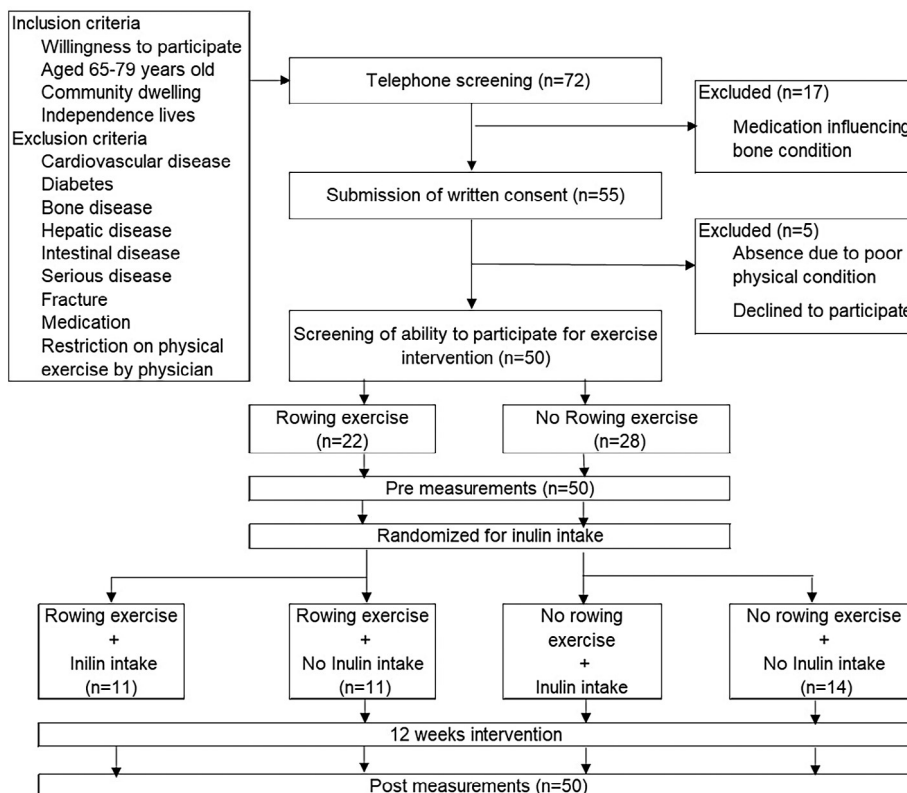 Inclusion criteria
Willingness to participate
Aged 65-79 years old
Community dwelling
Independence lives
Exclusion criteria
Cardiovascular disease
Diabetes
Bone disease
Hepatic disease
Intestinal disease
Serious disease
Fracture
Medication
Restriction on physical
exercise by physician
Telephone screening (n=72)
Excluded (n=17)
Medication influencing
bone condition
Submission of written consent (n=55)
Excluded (n=5)
Absence due to poor
physical condition
Declined to participate
Screening of ability to participate for exercise
intervention (n=50)
Rowing exercise
(n=22)
No Rowing exercise
(n=28)
Pre measurements (n=50)
Randomized for inulin intake
Rowing exercise
+
Inilin intake
(n=11)
Rowing exercise
+
No Inulin intake
(n=11)
No rowing
exercise
+
Inulin intake
No rowing exercise
+
No Inulin intake
(n=14)
12 weeks intervention
Post measurements (n=50)